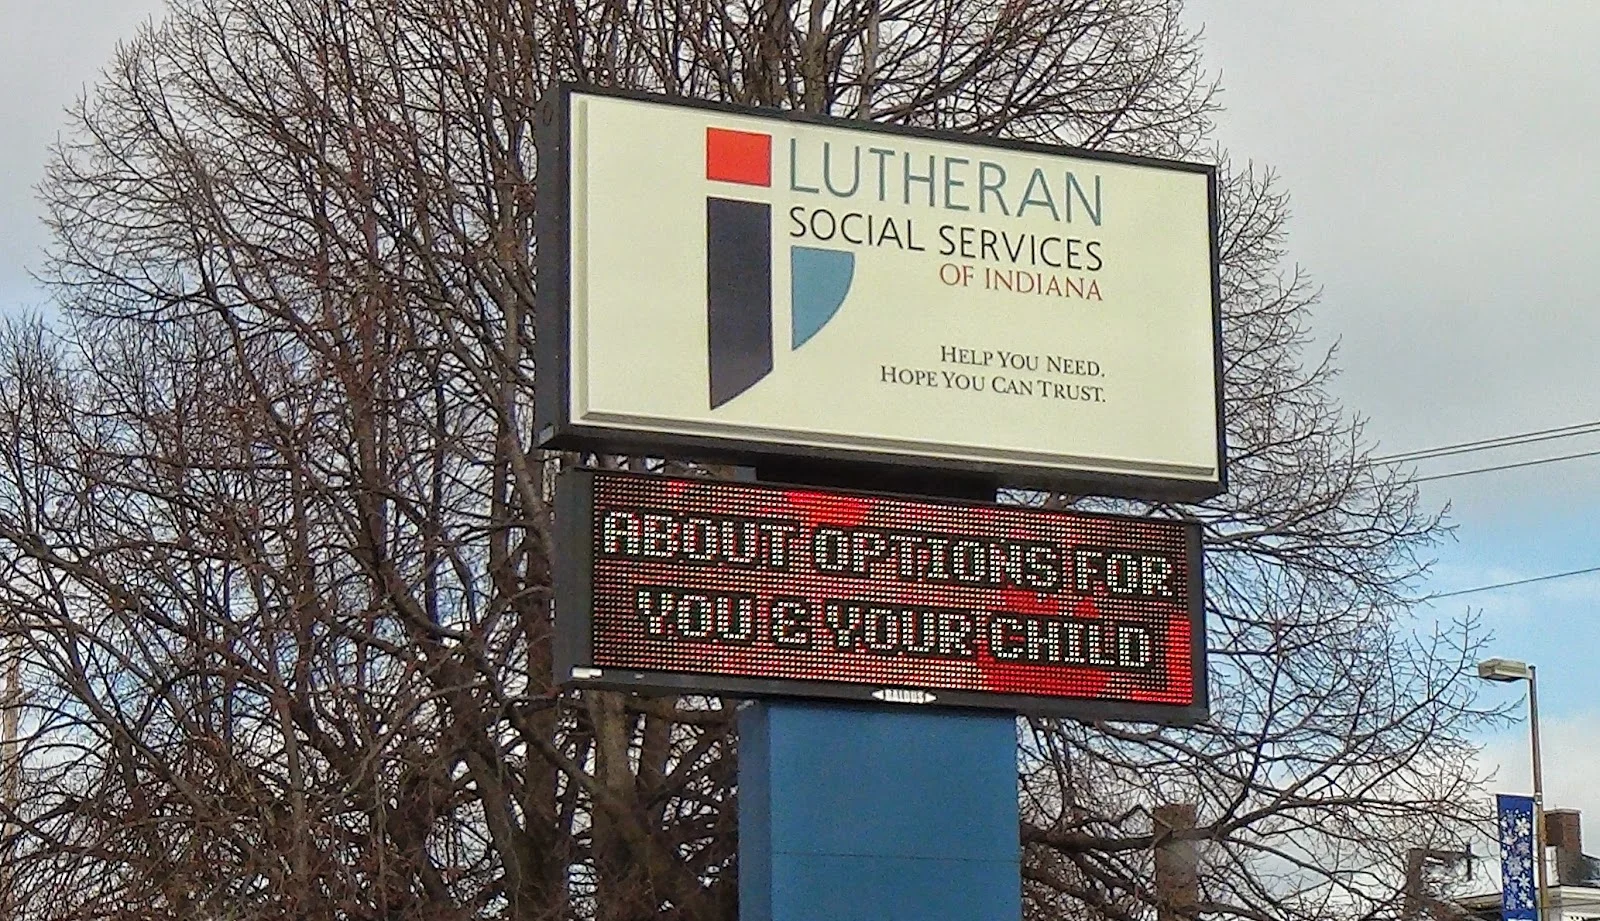 LUTHERAN
SOCIAL SERVICES
OF INDIANA
HELP YOU NEED.
HOPE YOU CAN TRUST.
ABOUT OPTIONS FOR
YOU & YOUR CHILD